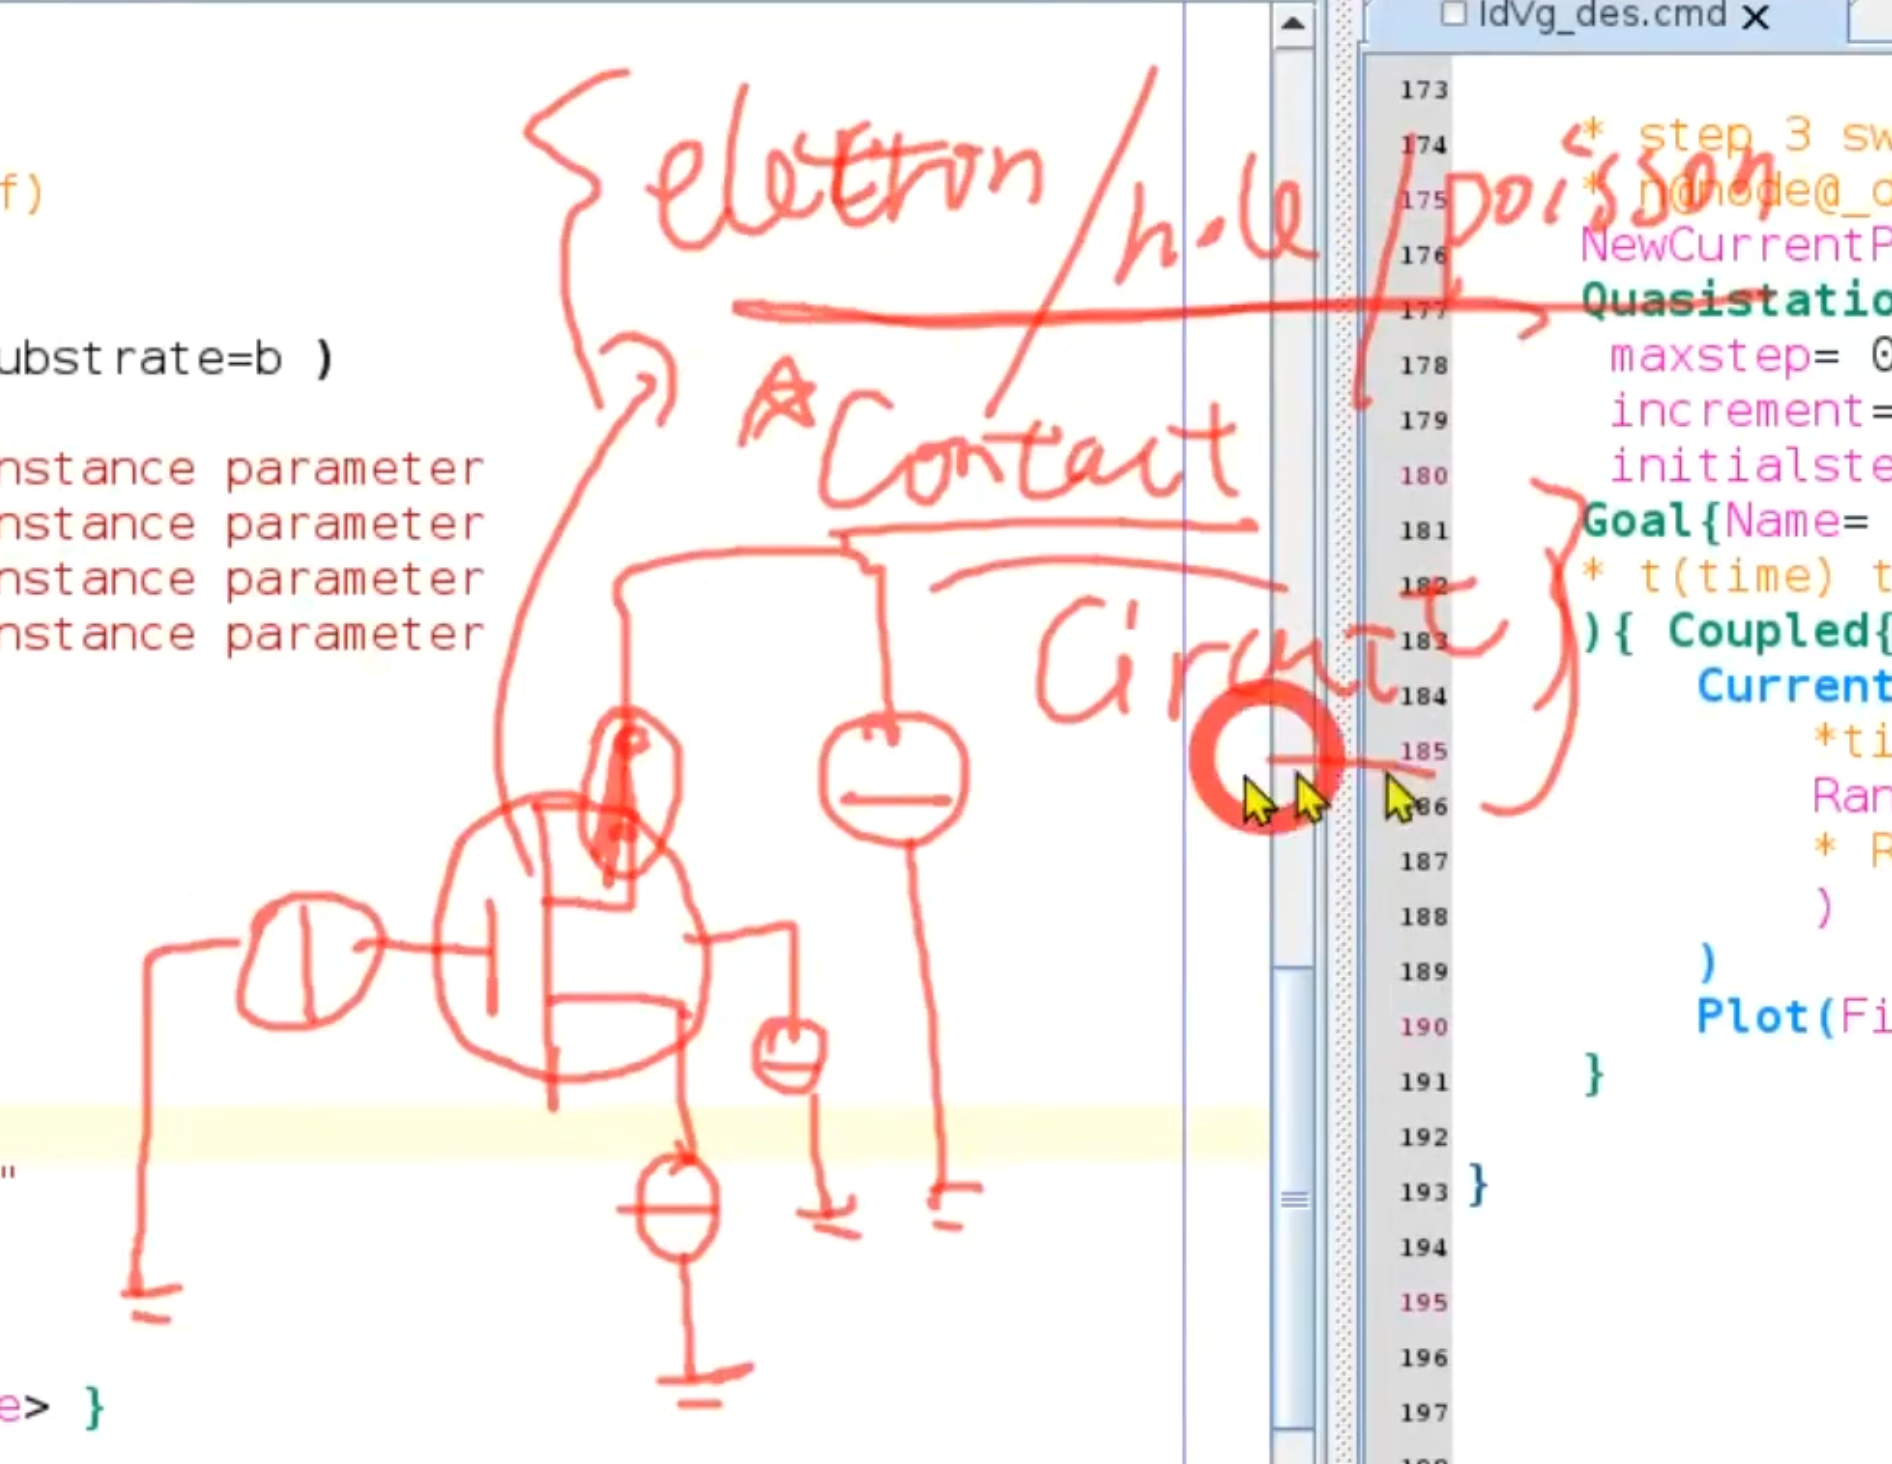 IdVg_des.cmd
f)
ubstrate=b )
nstance parameter
nstance parameter
nstance parameter
nstance parameter
"
e> }
eletron / hole / poisson
Contact
Circuit
173
174 * step 3 sw
175 * n@node@_d
176 NewCurrentP
177 Quasistatio
178 maxstep= 0
179 increment=
180 initialste
181 Goal{Name=
182 * t(time) t
183 ){ Coupled{
184 Current
185 *ti
186 Ran
187 * R
188 )
189 )
190 Plot(Fi
191 }
192
193 }
194
195
196
197